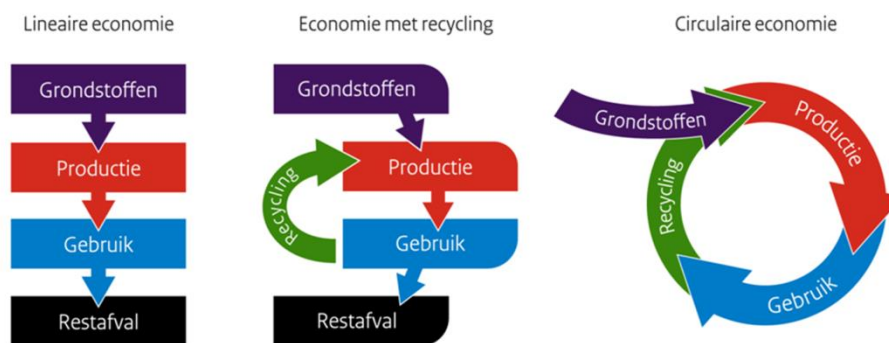 Lineaire economie
Grondstoffen
Productie
Gebruik
Restafval
Economie met recycling
Grondstoffen
Productie
Recycling
Gebruik
Restafval
Circulaire economie
Grondstoffen
Productie
Recycling
Gebruik